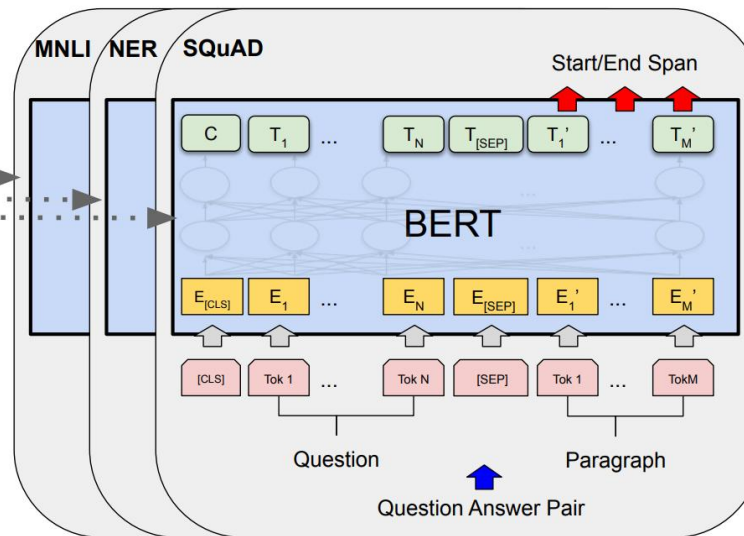 MNLI NER SQuAD
Start/End Span
C T1 ... TN T[SEP] T1' ... TM'
...
BERT
...
E[CLS] E1 ... EN E[SEP] E1' ... EM'
[CLS] Tok 1 ... Tok N [SEP] Tok 1 ... TokM
Question Paragraph
Question Answer Pair